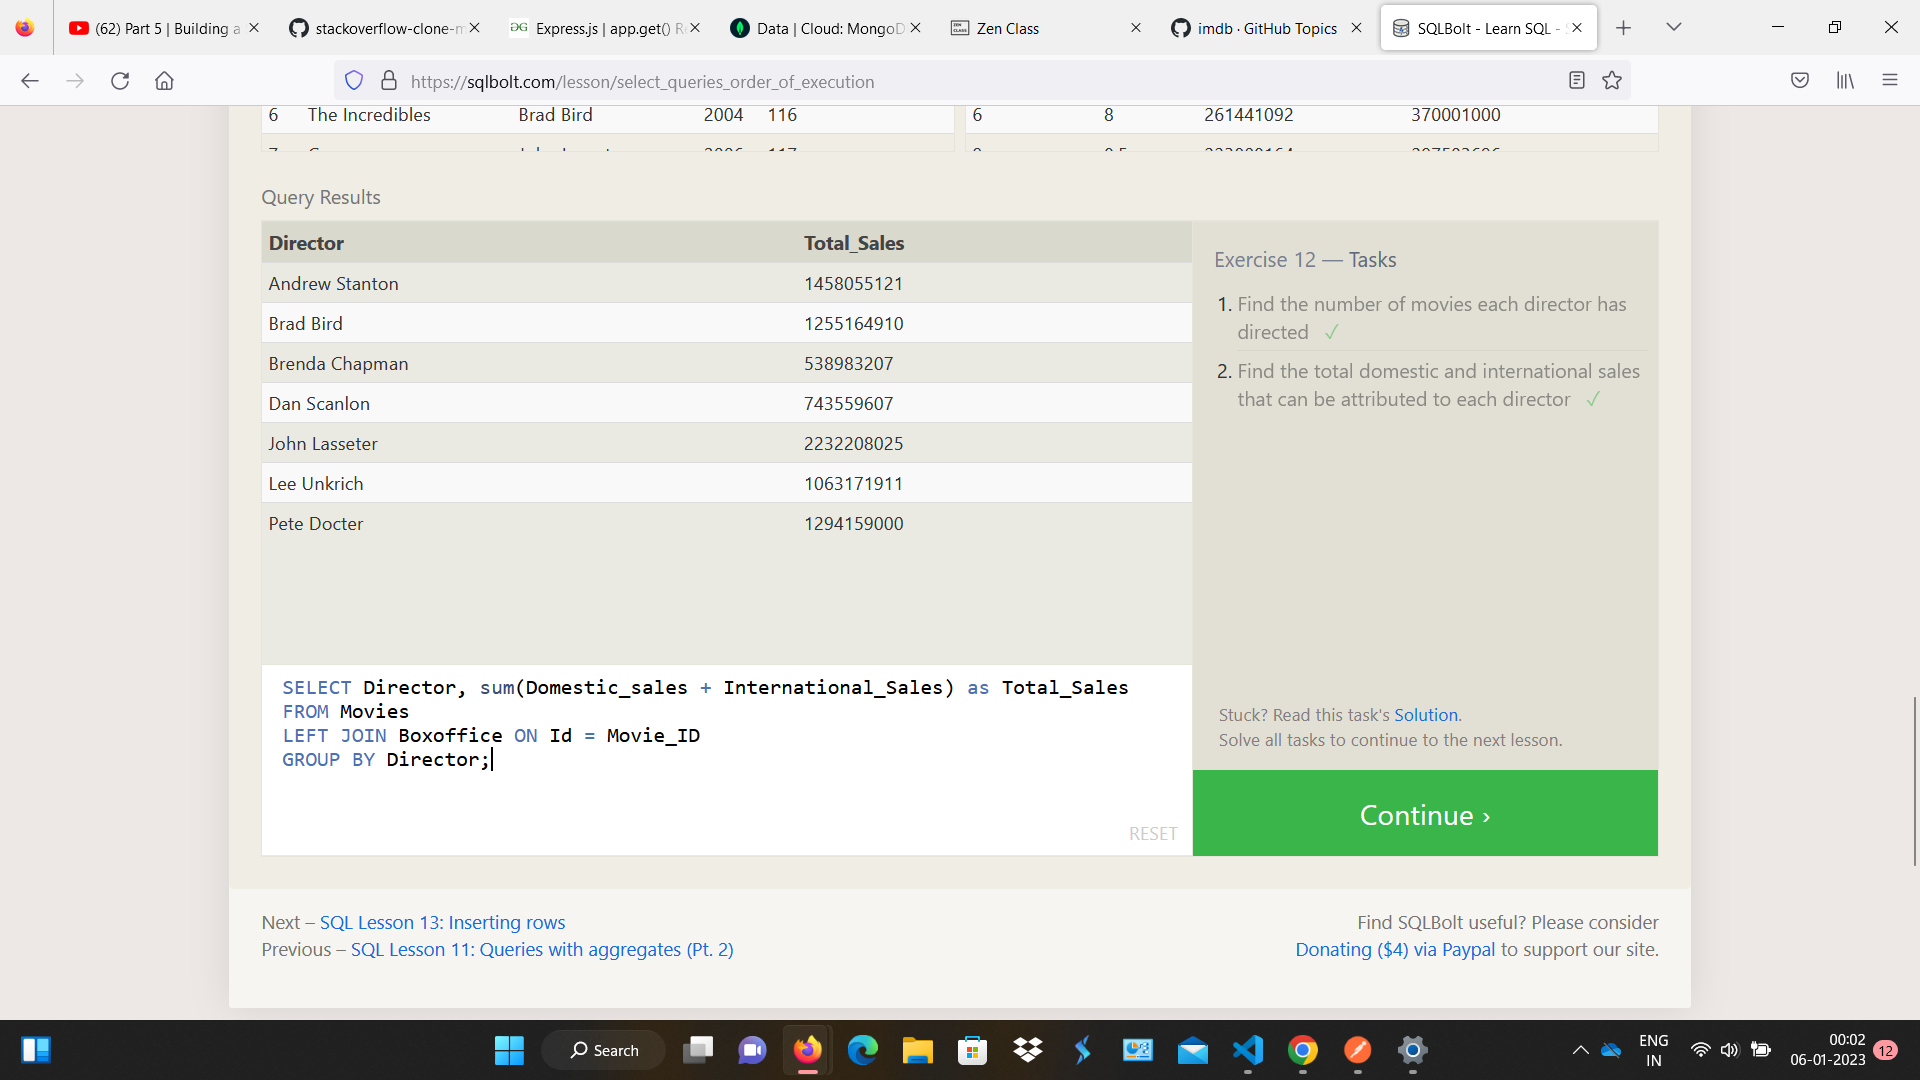 (62) Part 5 | Building a
stackoverflow-clone-m
Express.js | app.get() R
Data | Cloud: MongoD
Zen Class
imdb · GitHub Topics
SQLBolt - Learn SQL -
https://sqlbolt.com/lesson/select_queries_order_of_execution
6 The Incredibles Brad Bird 2004 116
6 8 261441092 370001000
Query Results
Director Total_Sales
Andrew Stanton 1458055121
Brad Bird 1255164910
Brenda Chapman 538983207
Dan Scanlon 743559607
John Lasseter 2232208025
Lee Unkrich 1063171911
Pete Docter 1294159000
Exercise 12 — Tasks
1. Find the number of movies each director has
directed ✓
2. Find the total domestic and international sales
that can be attributed to each director ✓
SELECT Director, sum(Domestic_sales + International_Sales) as Total_Sales
FROM Movies
LEFT JOIN Boxoffice ON Id = Movie_ID
GROUP BY Director;
RESET
Stuck? Read this task's Solution.
Solve all tasks to continue to the next lesson.
Continue ›
Next – SQL Lesson 13: Inserting rows
Previous – SQL Lesson 11: Queries with aggregates (Pt. 2)
Find SQLBolt useful? Please consider
Donating ($4) via Paypal to support our site.
Search
ENG
IN
00:02
06-01-2023
12